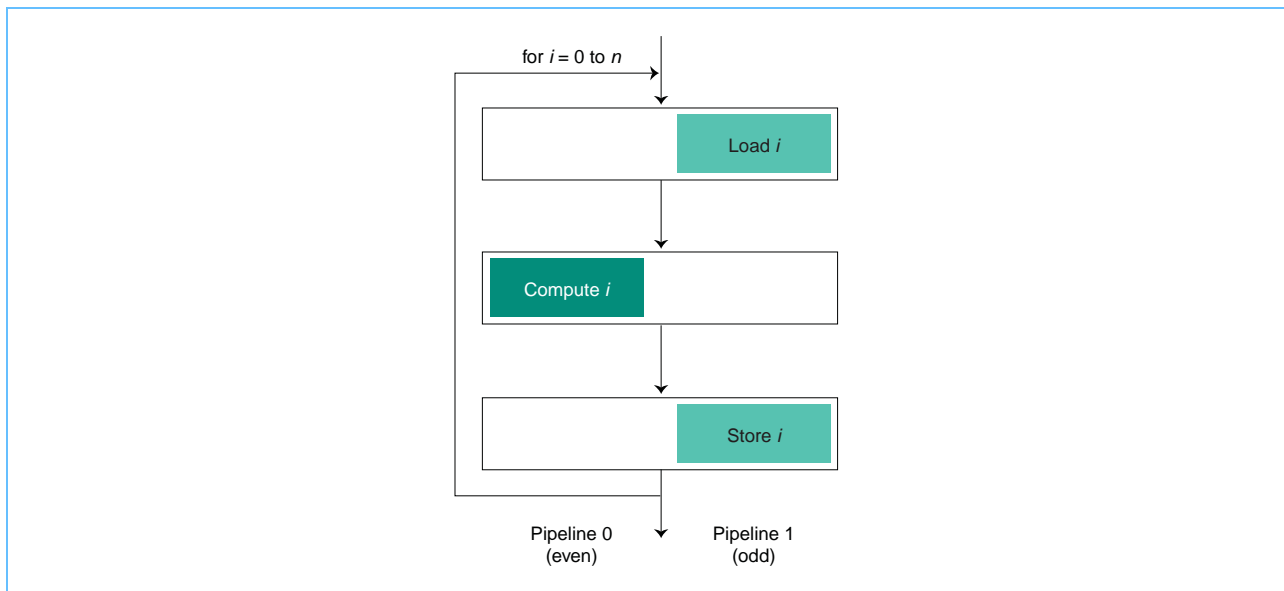 for i = 0 to n
Load i
Compute i
Store i
Pipeline 0
(even)
Pipeline 1
(odd)